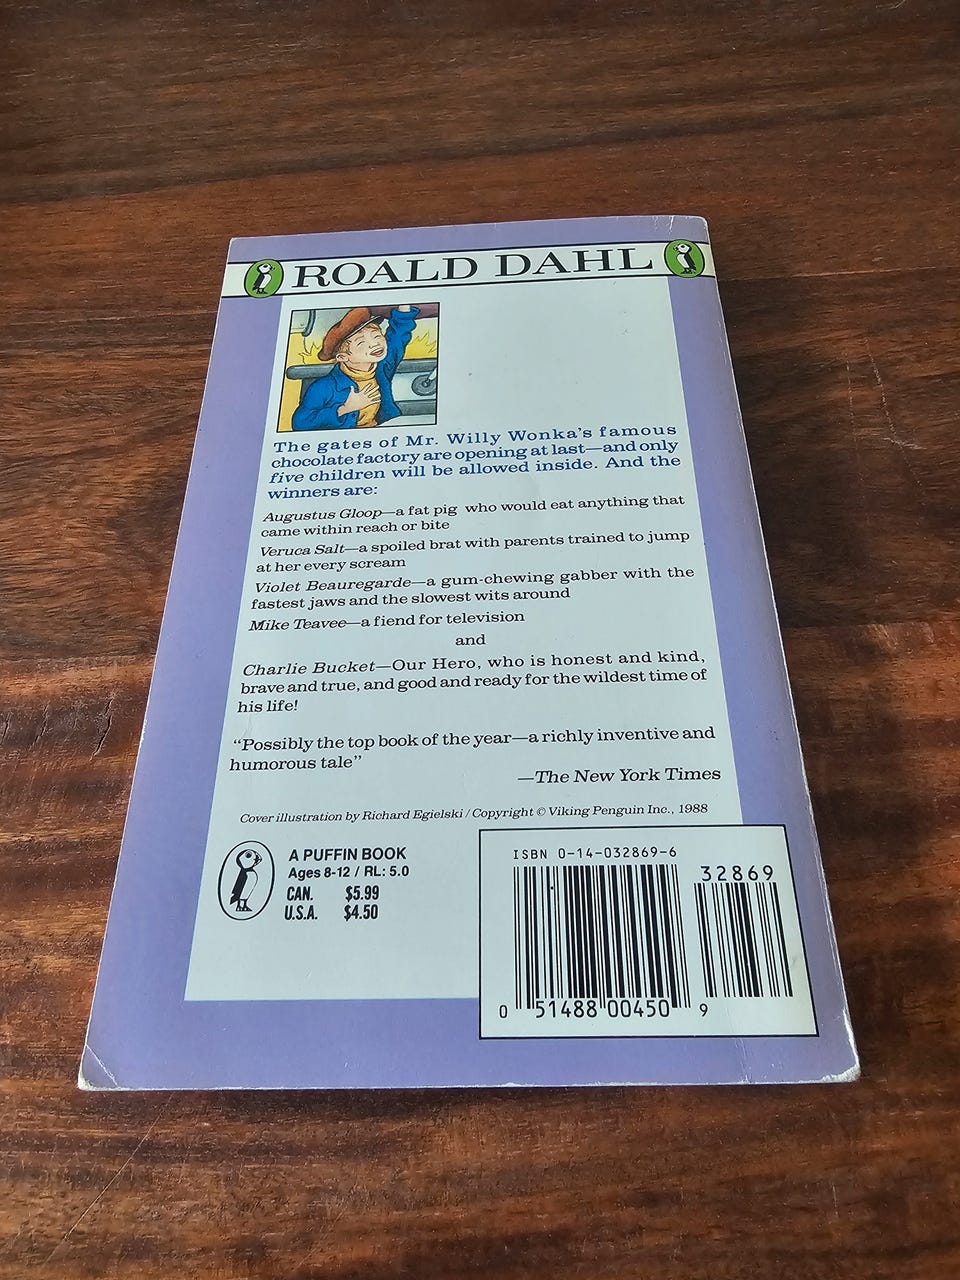 ROALD DAHL
The gates of Mr. Willy Wonka's famous
chocolate factory are opening at last—and only
five children will be allowed inside. And the
winners are:
Augustus Gloop—a fat pig who would eat anything that
came within reach or bite
Veruca Salt—a spoiled brat with parents trained to jump
at her every scream
Violet Beauregarde—a gum-chewing gabber with the
fastest jaws and the slowest wits around
Mike Teavee—a fiend for television
and
Charlie Bucket—Our Hero, who is honest and kind,
brave and true, and good and ready for the wildest time of
his life!
“Possibly the top book of the year—a richly inventive and
humorous tale”
—The New York Times
Cover illustration by Richard Egielski / Copyright © Viking Penguin Inc., 1988
A PUFFIN BOOK
Ages 8-12 / RL: 5.0
CAN. $5.99
U.S.A. $4.50
ISBN 0-14-032869-6
32869
0 51488 00450 9